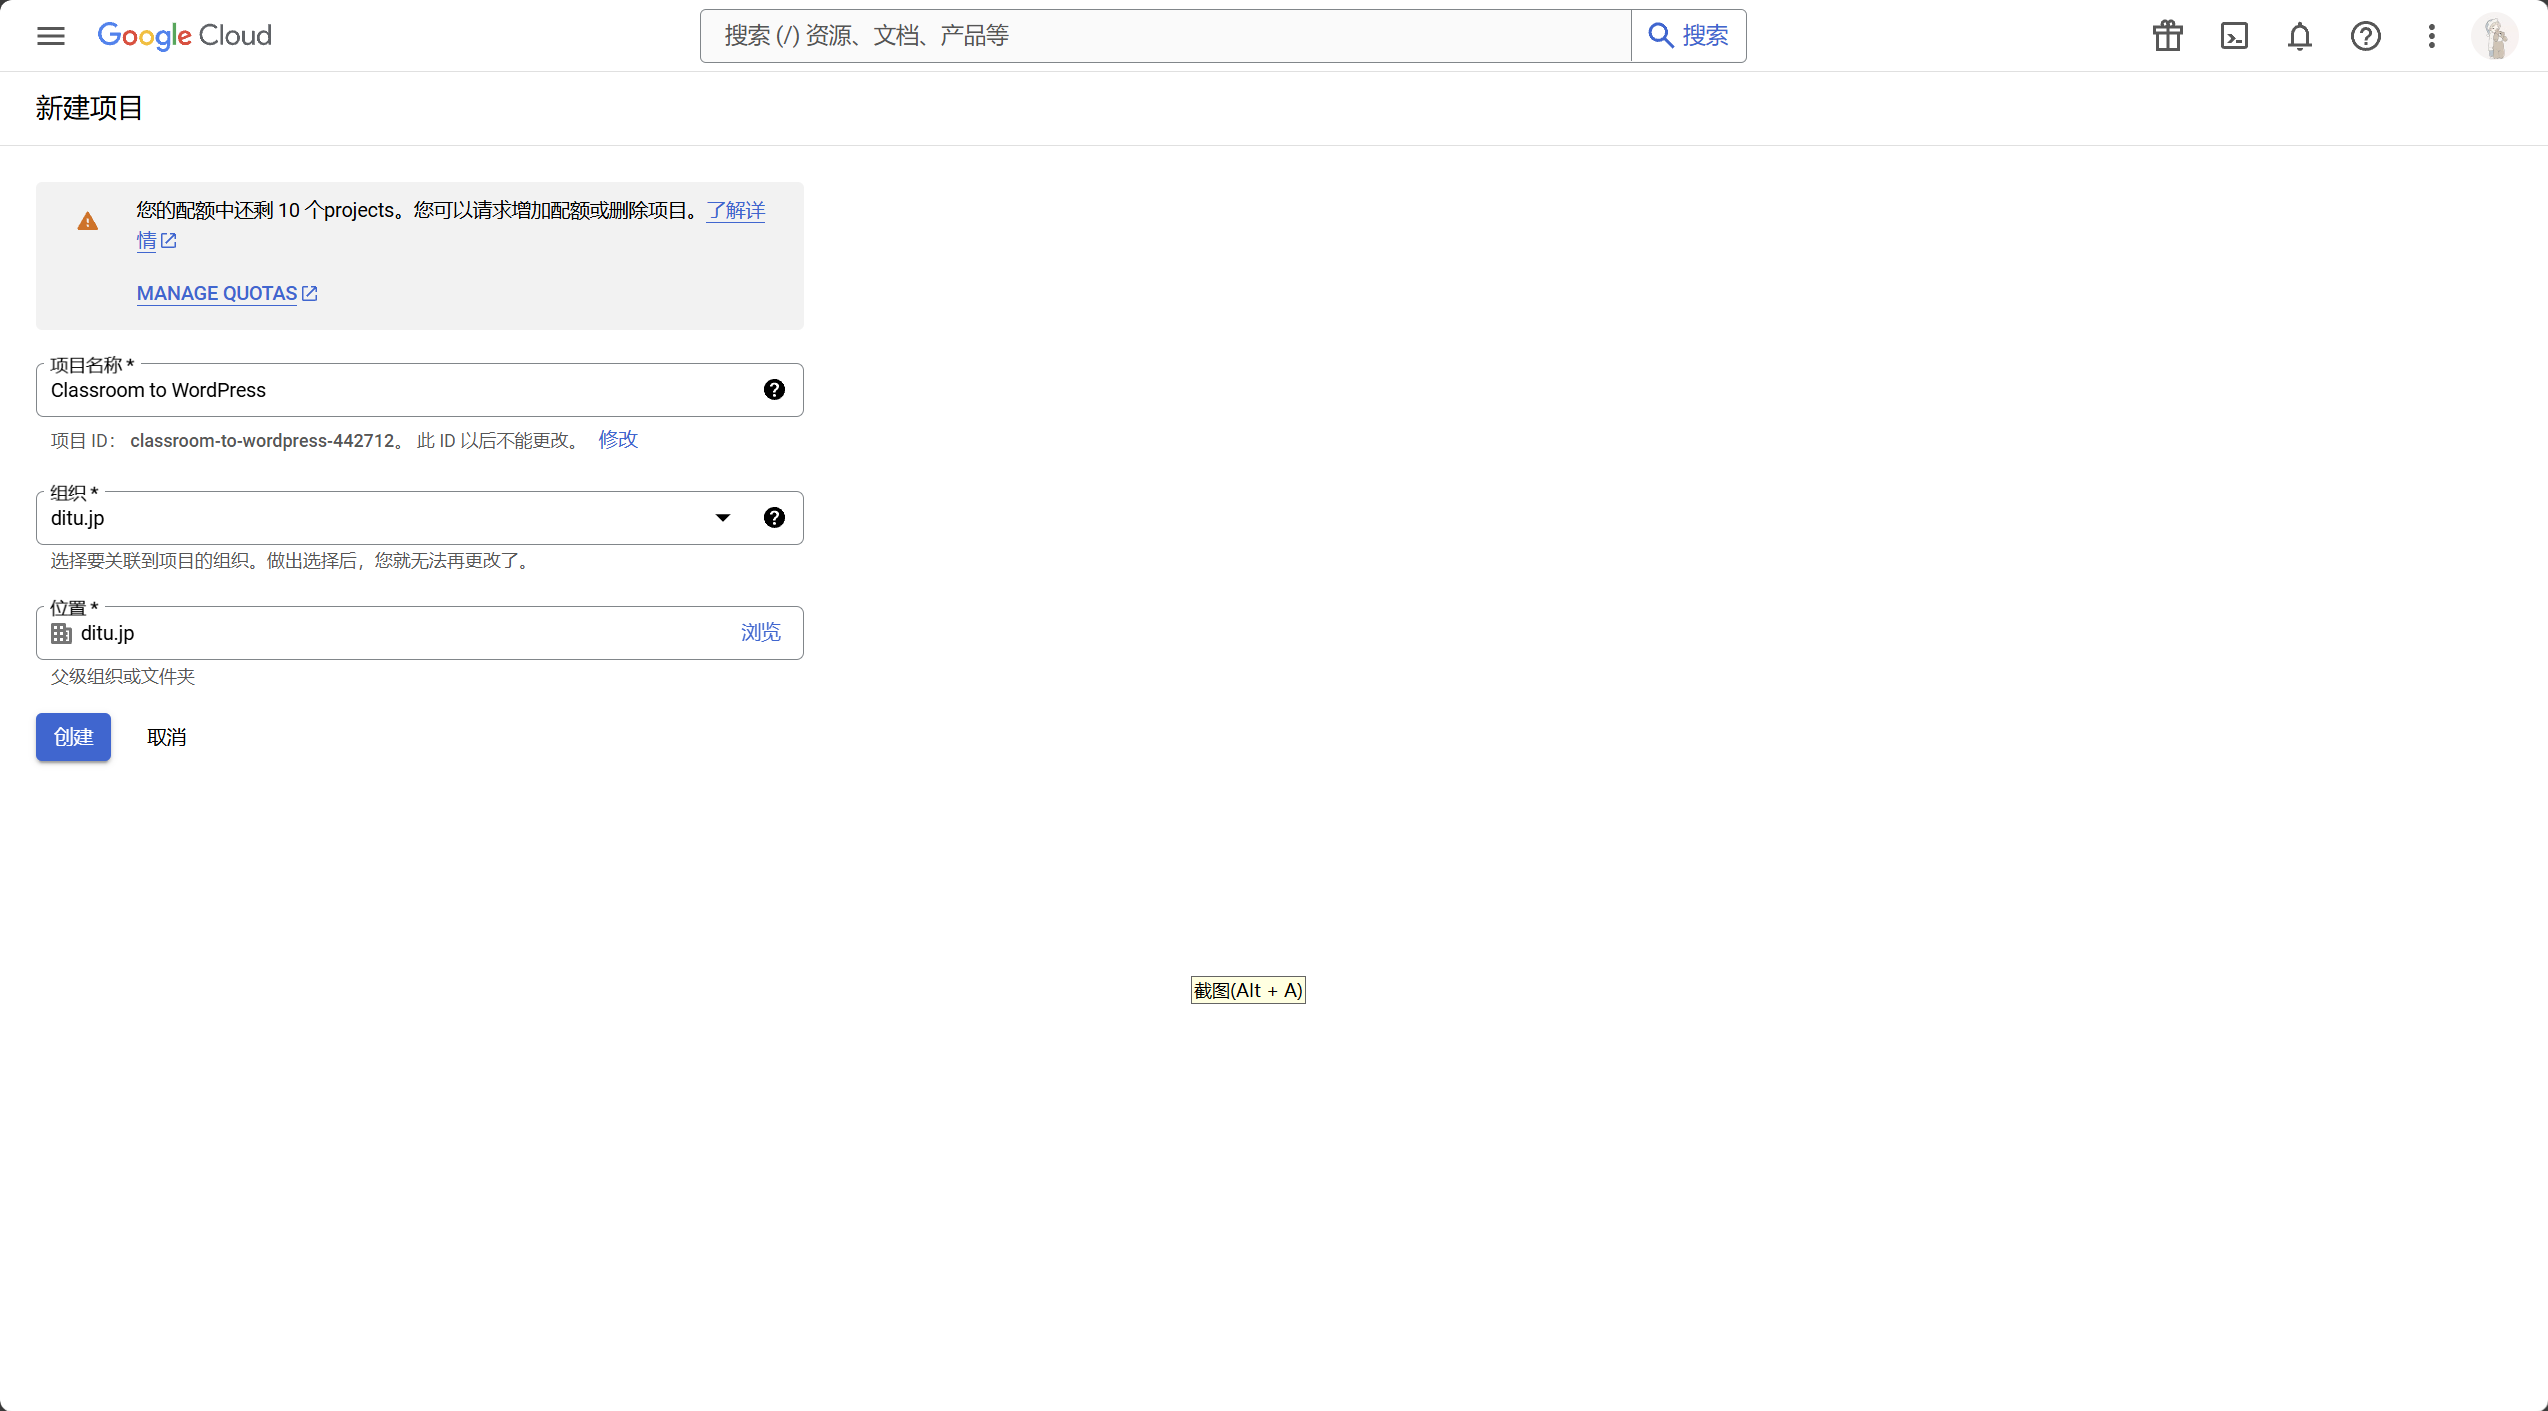 Google Cloud
搜索 (/) 资源、文档、产品等
搜索
新建项目
您的配额中还剩 10 个projects。您可以请求增加配额或删除项目。了解详
情
MANAGE QUOTAS
项目名称 *
Classroom to WordPress
项目 ID： classroom-to-wordpress-442712。 此 ID 以后不能更改。 修改
组织 *
ditu.jp
选择要关联到项目的组织。做出选择后，您就无法再更改了。
位置 *
ditu.jp
浏览
父级组织或文件夹
创建
取消
截图(Alt + A)